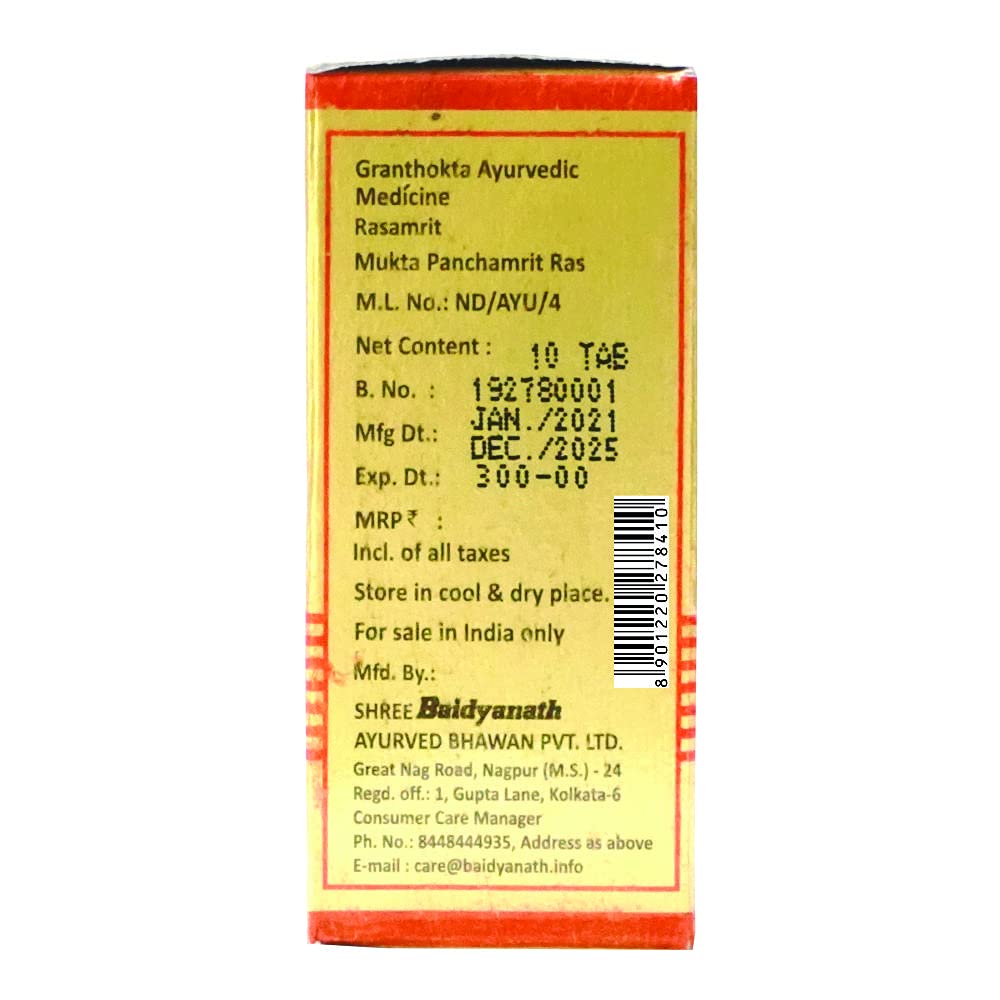 Granthokta Ayurvedic
Medicine
Rasamrit
Mukta Panchamrit Ras
M.L. No.: ND/AYU/4
Net Content : 10 TAB
B. No. : 192780001
Mfg Dt.: JAN./2021
DEC./2025
Exp. Dt.: 300-00
MRP ₹ :
Incl. of all taxes
Store in cool & dry place.
For sale in India only
Mfd. By.:
SHREE Baidyanath
AYURVED BHAWAN PVT. LTD.
Great Nag Road, Nagpur (M.S.) - 24
Regd. off.: 1, Gupta Lane, Kolkata-6
Consumer Care Manager
Ph. No.: 8448444935, Address as above
E-mail : care@baidyanath.info
8 901220 278410